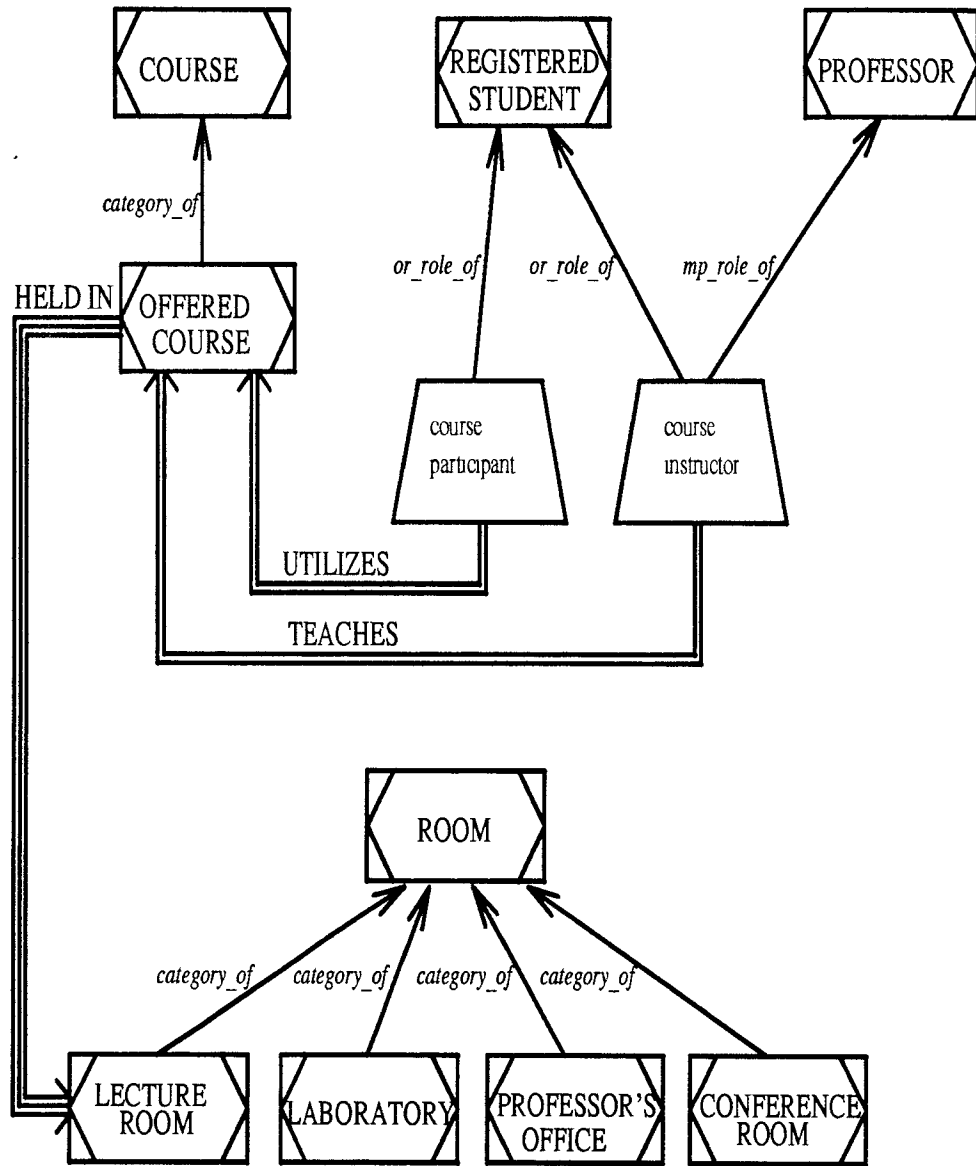 COURSE
REGISTERED
STUDENT
PROFESSOR
category_of
or_role_of
or_role_of
mp_role_of
HELD IN
OFFERED
COURSE
course
participant
course
instructor
UTILIZES
TEACHES
ROOM
category_of
category_of
category_of
category_of
LECTURE
ROOM
LABORATORY
PROFESSOR'S
OFFICE
CONFERENCE
ROOM